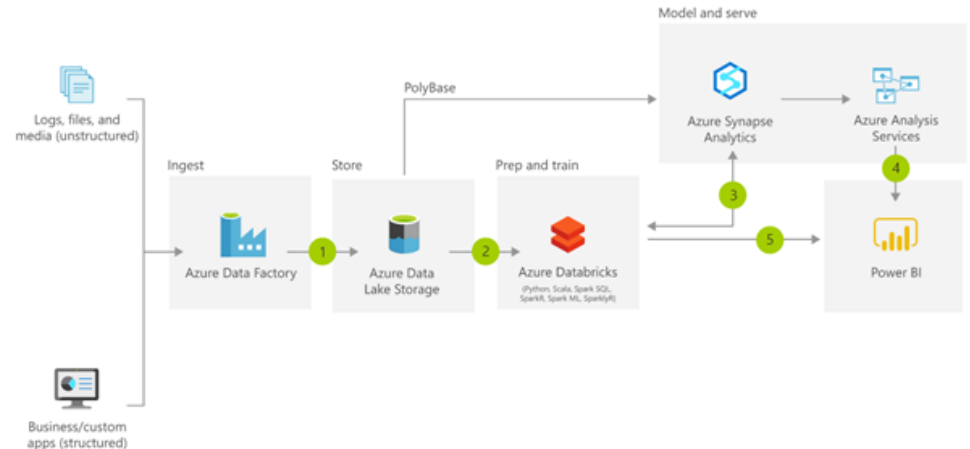 Model and serve
PolyBase
Logs, files, and
media (unstructured)
Azure Synapse
Analytics
Azure Analysis
Services
Ingest
Store
Prep and train
4
3
1
2
5
Azure Data Factory
Azure Data
Lake Storage
Azure Databricks
(Python, Scala, Spark SQL,
SparkR, Spark ML, SparklyR)
Power BI
Business/custom
apps (structured)